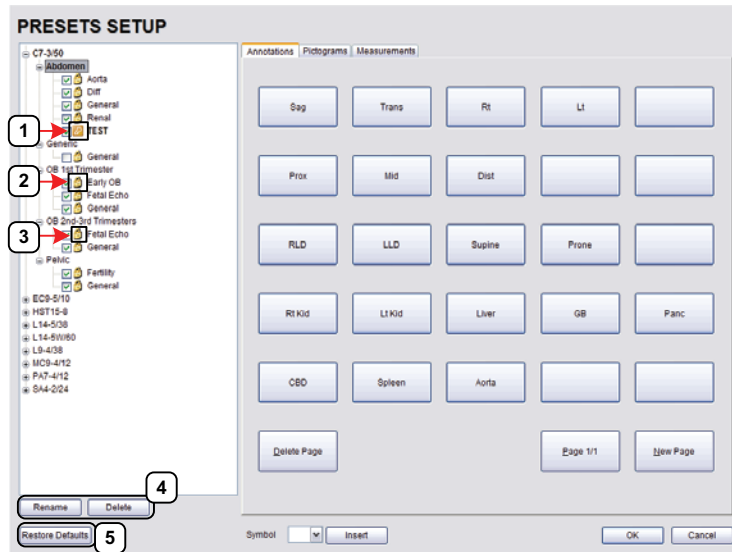 PRESETS SETUP
C7-3/50
Abdomen
Aorta
Diff
General
Renal
1
TEST
Generic
General
OB 1st Trimester
2
Early OB
Fetal Echo
General
OB 2nd-3rd Trimesters
3
Fetal Echo
General
Pelvic
Fertility
General
EC9-5/10
HST15-8
L14-5/38
L14-5W/60
L9-4/38
MC9-4/12
PA7-4/12
SA4-2/24
4
Rename Delete
Restore Defaults 5
Annotations Pictograms Measurements
Sag Trans Rt Lt
Prox Mid Dist
RLD LLD Supine Prone
Rt Kid Lt Kid Liver GB Panc
CBD Spleen Aorta
Delete Page Page 1/1 New Page
Symbol Insert OK Cancel